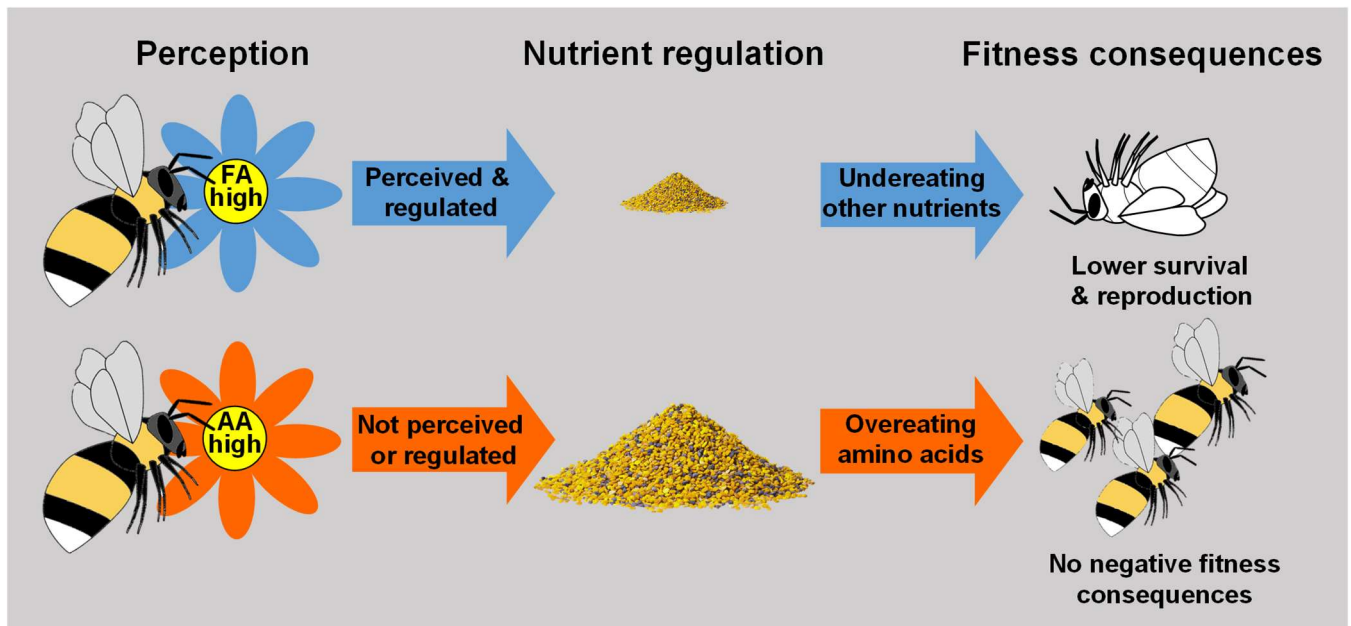 Perception
Nutrient regulation
Fitness consequences
FA
high
Perceived &
regulated
Undereating
other nutrients
Lower survival
& reproduction
AA
high
Not perceived
or regulated
Overeating
amino acids
No negative fitness
consequences